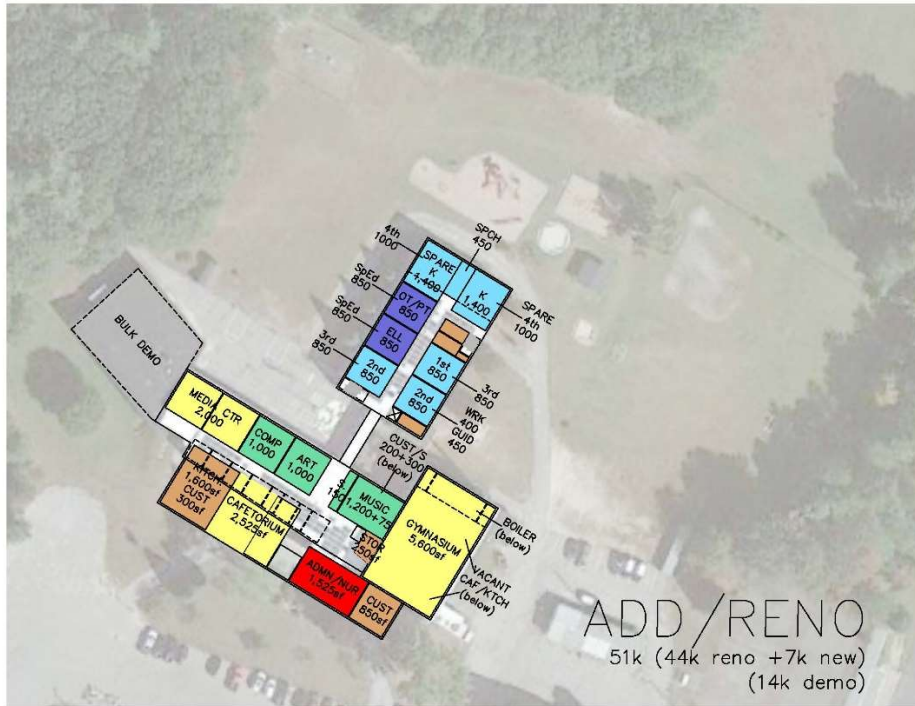 SPCH
450
4th
1000
SPARE
K
1,400
SpEd
850
OT/PT
850
K
1,400
SPARE
4th
1000
SpEd
850
ELL
850
3rd
850
2nd
850
1st
850
3rd
850
2nd
850
WRK
400
GUID
450
BULK DEMO
MEDIA CTR
2,000
COMP
1,000
ART
1,000
CUST/S
200+300
(below)
150
MUSIC
1,200+75
1,600sf
CUST
300sf
CAFETORIUM
2,525sf
STOR
250sf
GYMNASIUM
5,600sf
BOILER
(below)
VACANT
CAF/KTCH
(below)
ADMN/NUR
1,525sf
CUST
850sf
ADD/RENO
51k (44k reno +7k new)
(14k demo)